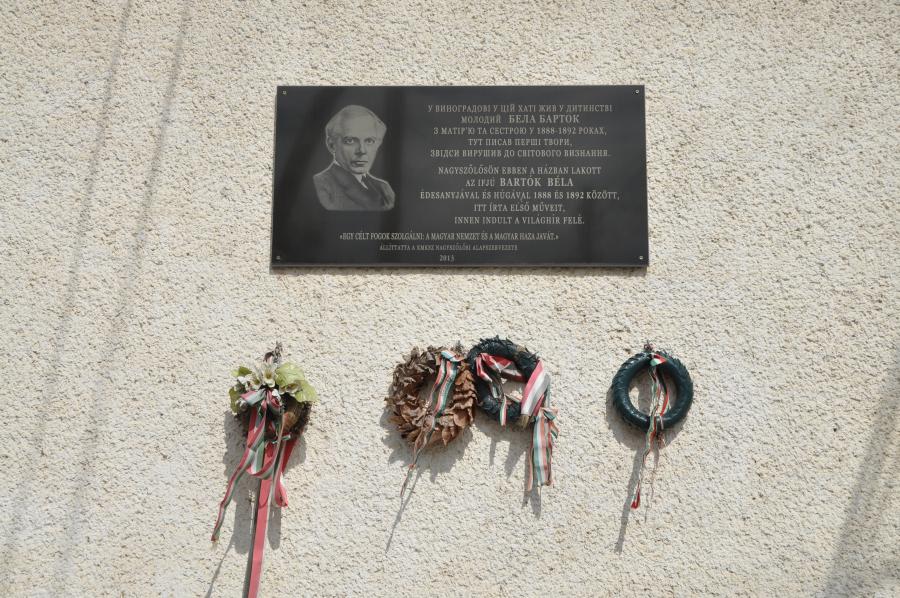 У ВИНОГРАДОВІ У ЦІЙ ХАТІ ЖИВ У ДИТИНСТВІ
МОЛОДИЙ БЕЛА БАРТОК
З МАТІР'Ю ТА СЕСТРОЮ У 1888-1892 РОКАХ,
ТУТ ПИСАВ ПЕРШІ ТВОРИ,
ЗВІДСИ ВИРУШИВ ДО СВІТОВОГО ВИЗНАННЯ.
NAGYSZŐLŐSÖN EBBEN A HÁZBAN LAKOTT
AZ IFJÚ BARTÓK BÉLA
ÉDESANYJÁVAL ÉS HÚGÁVAL 1888 ÉS 1892 KÖZÖTT,
ITT ÍRTA ELSŐ MŰVEIT,
INNEN INDULT A VILÁGHÍR FELÉ.
«EGY CÉLT FOGOK SZOLGÁLNI: A MAGYAR NEMZET ÉS A MAGYAR HAZA JAVÁT.»
ÁLLÍTTATTA A KMKSZ NAGYSZŐLŐSI ALAPSZERVEZETE
2013